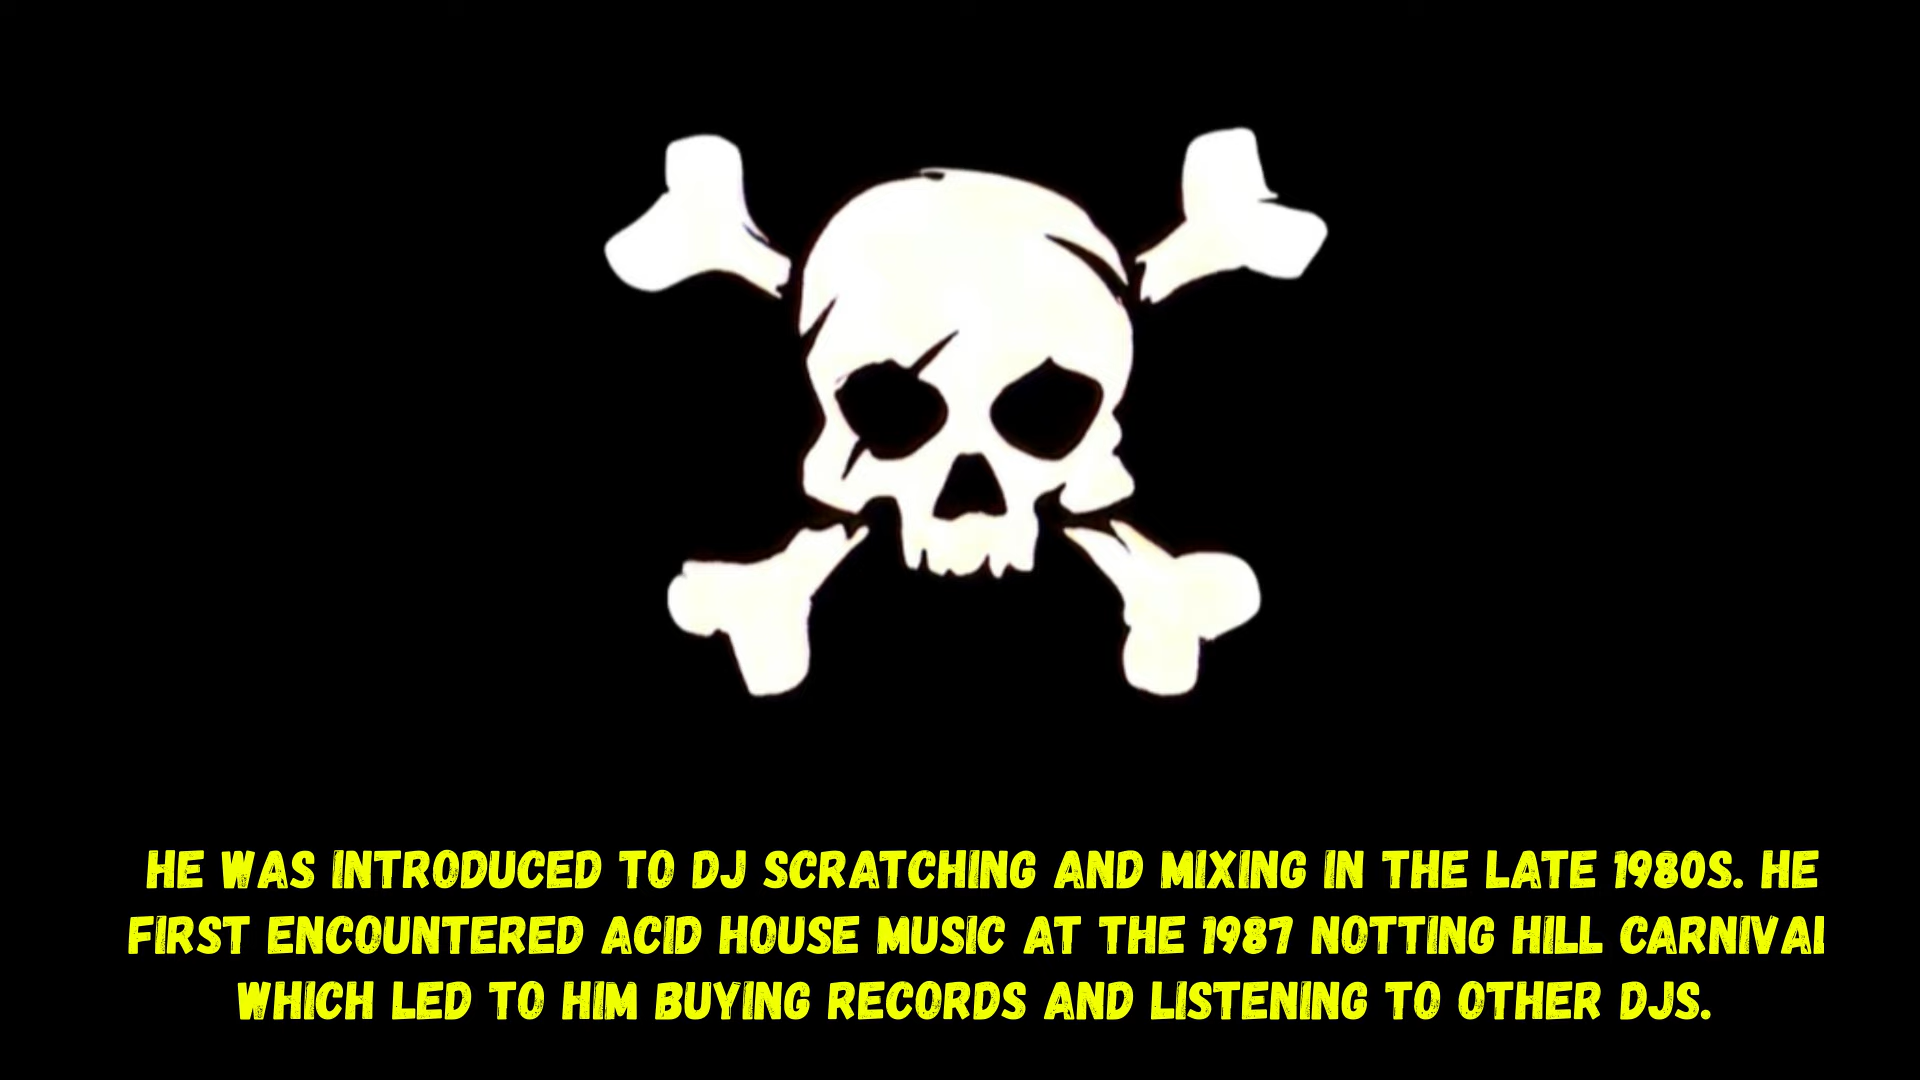 HE WAS INTRODUCED TO DJ SCRATCHING AND MIXING IN THE LATE 1980S. HE
FIRST ENCOUNTERED ACID HOUSE MUSIC AT THE 1987 NOTTING HILL CARNIVAL
WHICH LED TO HIM BUYING RECORDS AND LISTENING TO OTHER DJS.